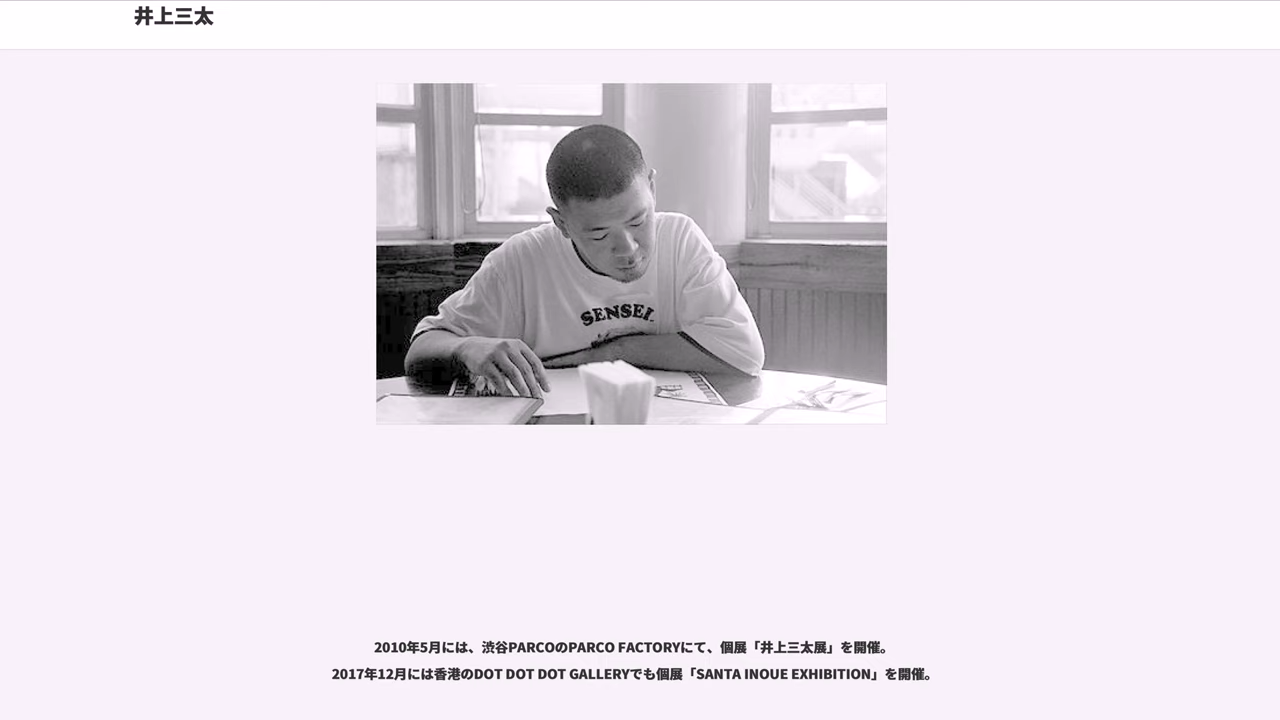 井上三太
SENSEI.
2010年5月には、渋谷PARCOのPARCO FACTORYにて、個展「井上三太展」を開催。
2017年12月には香港のDOT DOT DOT GALLERYでも個展「SANTA INOUE EXHIBITION」を開催。